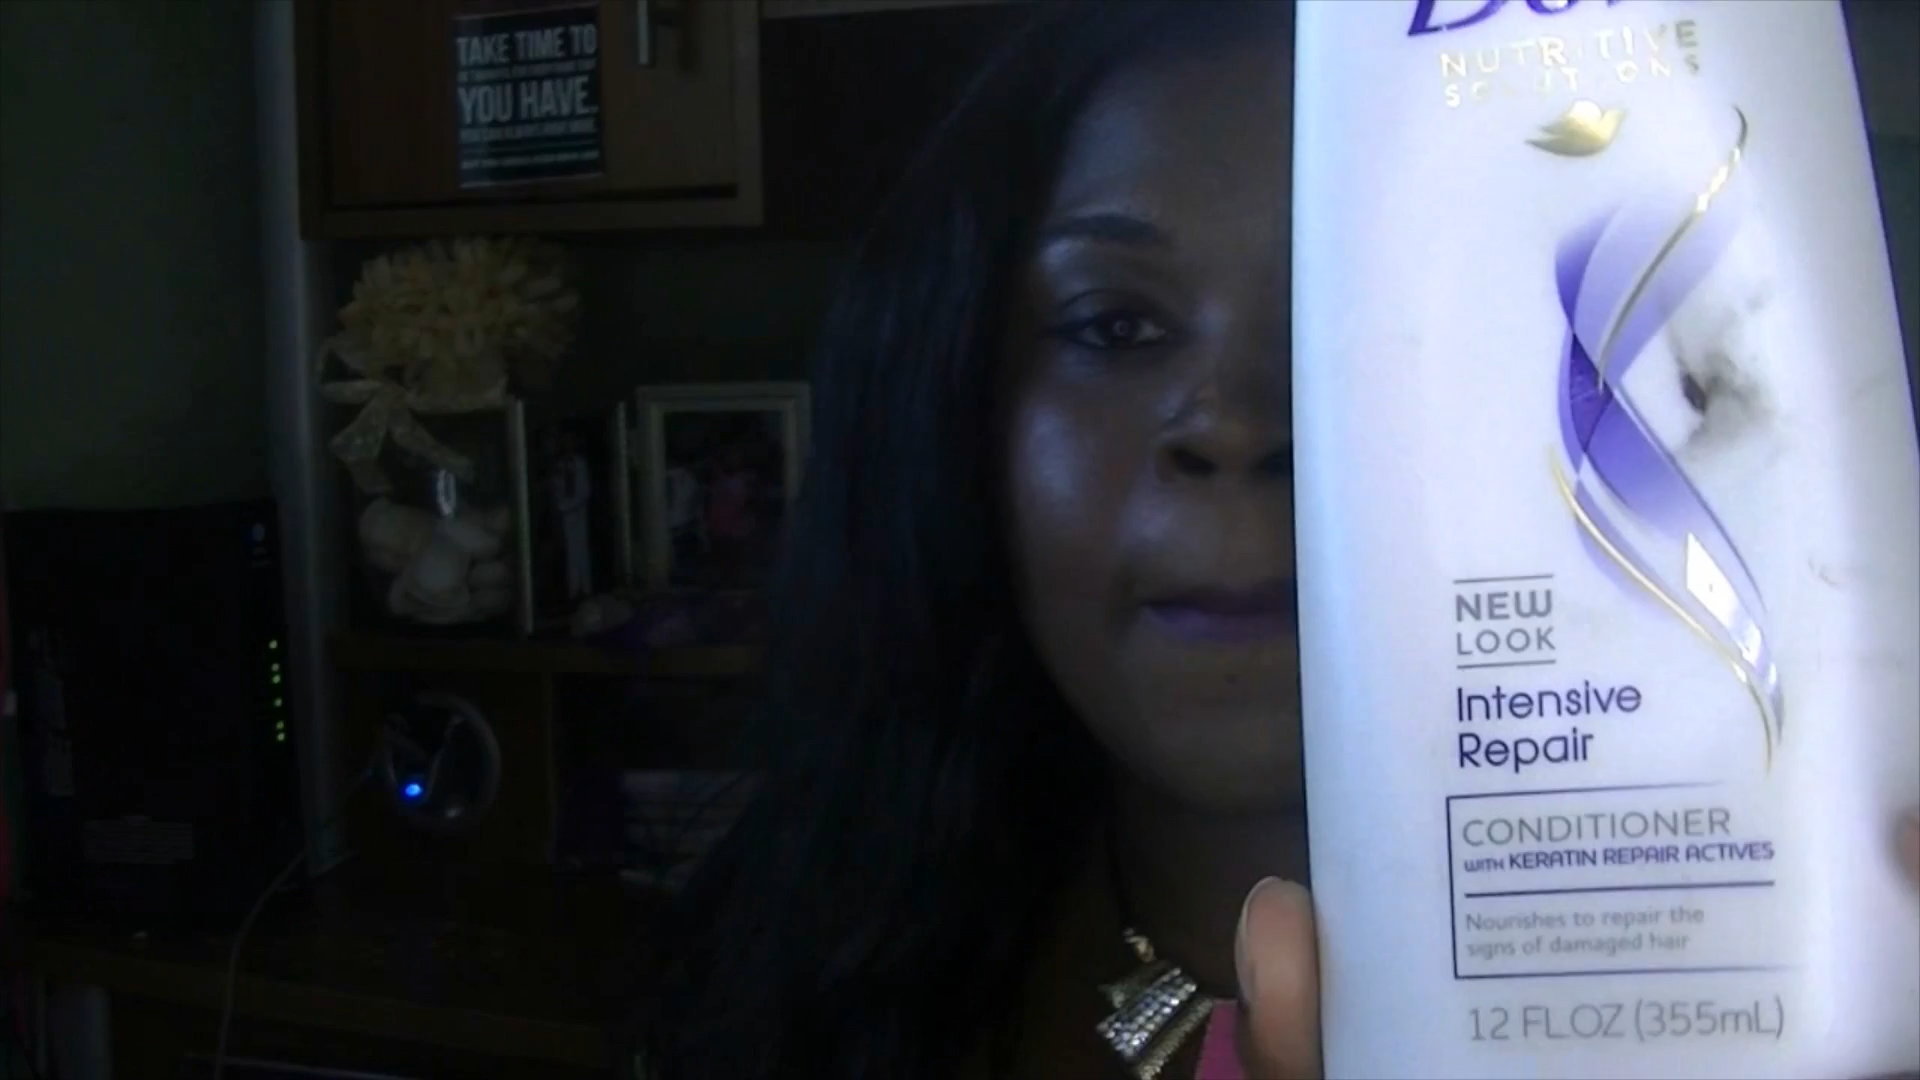 TAKE TIME TO
YOU HAVE.
NUTRITIVE
SOLUTIONS
NEW
LOOK
Intensive
Repair
CONDITIONER
WITH KERATIN REPAIR ACTIVES
Nourishes to repair the
signs of damaged hair
12 FL OZ (355mL)